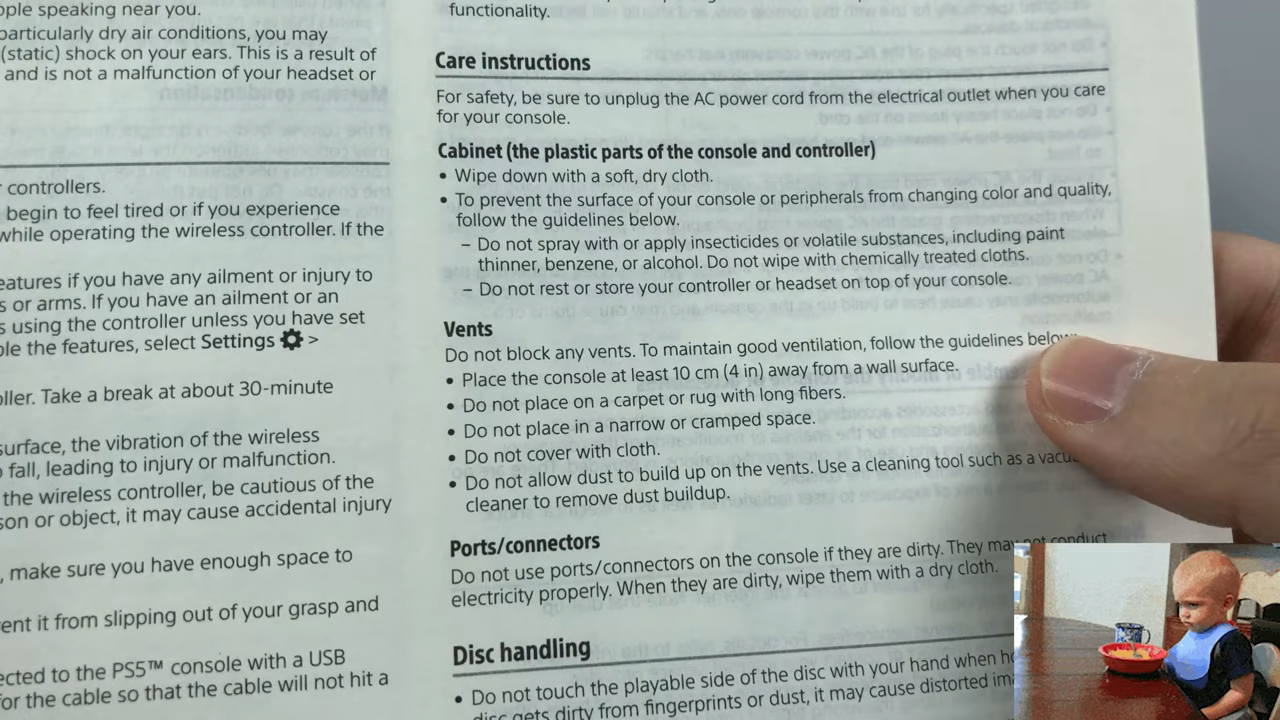 ople speaking near you.
particularly dry air conditions, you may
(static) shock on your ears. This is a result of
and is not a malfunction of your headset or
controllers.
begin to feel tired or if you experience
while operating the wireless controller. If the
eatures if you have any ailment or injury to
s or arms. If you have an ailment or an
s using the controller unless you have set
ble the features, select Settings >
oller. Take a break at about 30-minute
surface, the vibration of the wireless
o fall, leading to injury or malfunction.
the wireless controller, be cautious of the
son or object, it may cause accidental injury
, make sure you have enough space to
ent it from slipping out of your grasp and
ected to the PS5™ console with a USB
for the cable so that the cable will not hit a
functionality.
Care instructions
For safety, be sure to unplug the AC power cord from the electrical outlet when you care
for your console.
Cabinet (the plastic parts of the console and controller)
• Wipe down with a soft, dry cloth.
• To prevent the surface of your console or peripherals from changing color and quality,
follow the guidelines below.
– Do not spray with or apply insecticides or volatile substances, including paint
thinner, benzene, or alcohol. Do not wipe with chemically treated cloths.
– Do not rest or store your controller or headset on top of your console.
Vents
Do not block any vents. To maintain good ventilation, follow the guidelines below
• Place the console at least 10 cm (4 in) away from a wall surface.
• Do not place on a carpet or rug with long fibers.
• Do not place in a narrow or cramped space.
• Do not cover with cloth.
• Do not allow dust to build up on the vents. Use a cleaning tool such as a vacu
cleaner to remove dust buildup.
Ports/connectors
Do not use ports/connectors on the console if they are dirty. They may not conduct
electricity properly. When they are dirty, wipe them with a dry cloth.
Disc handling
• Do not touch the playable side of the disc with your hand when ho
disc gets dirty from fingerprints or dust, it may cause distorted ima